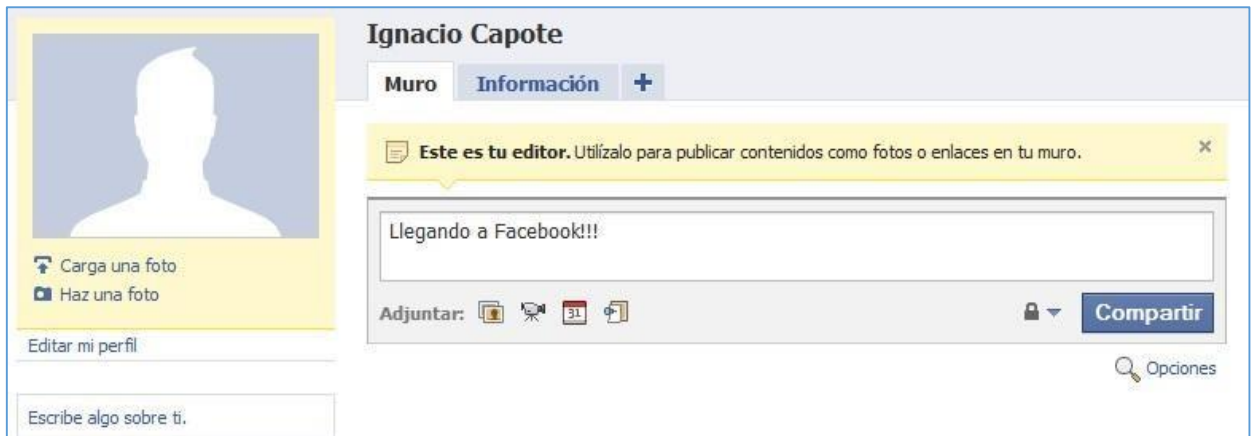 Ignacio Capote
Muro Información +
Este es tu editor. Utilízalo para publicar contenidos como fotos o enlaces en tu muro. ×
Llegando a Facebook!!!
Carga una foto
Haz una foto
Adjuntar: 31 Compartir
Editar mi perfil
Opciones
Escribe algo sobre ti.